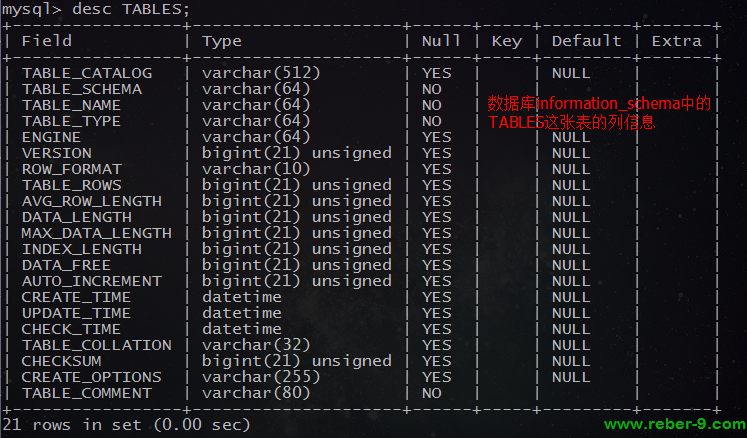 mysql> desc TABLES;
+-----------------+---------------------+------+-----+---------+-------+
| Field | Type | Null | Key | Default | Extra |
+-----------------+---------------------+------+-----+---------+-------+
| TABLE_CATALOG | varchar(512) | YES | | NULL | |
| TABLE_SCHEMA | varchar(64) | NO | | | |
| TABLE_NAME | varchar(64) | NO | | | |
| TABLE_TYPE | varchar(64) | NO | | | |
数据库information_schema中的
TABLES这张表的列信息
| ENGINE | varchar(64) | YES | | NULL | |
| VERSION | bigint(21) unsigned | YES | | NULL | |
| ROW_FORMAT | varchar(10) | YES | | NULL | |
| TABLE_ROWS | bigint(21) unsigned | YES | | NULL | |
| AVG_ROW_LENGTH | bigint(21) unsigned | YES | | NULL | |
| DATA_LENGTH | bigint(21) unsigned | YES | | NULL | |
| MAX_DATA_LENGTH | bigint(21) unsigned | YES | | NULL | |
| INDEX_LENGTH | bigint(21) unsigned | YES | | NULL | |
| DATA_FREE | bigint(21) unsigned | YES | | NULL | |
| AUTO_INCREMENT | bigint(21) unsigned | YES | | NULL | |
| CREATE_TIME | datetime | YES | | NULL | |
| UPDATE_TIME | datetime | YES | | NULL | |
| CHECK_TIME | datetime | YES | | NULL | |
| TABLE_COLLATION | varchar(32) | YES | | NULL | |
| CHECKSUM | bigint(21) unsigned | YES | | NULL | |
| CREATE_OPTIONS | varchar(255) | YES | | NULL | |
| TABLE_COMMENT | varchar(80) | NO | | | |
+-----------------+---------------------+------+-----+---------+-------+
21 rows in set (0.00 sec)
www.reber-9.com